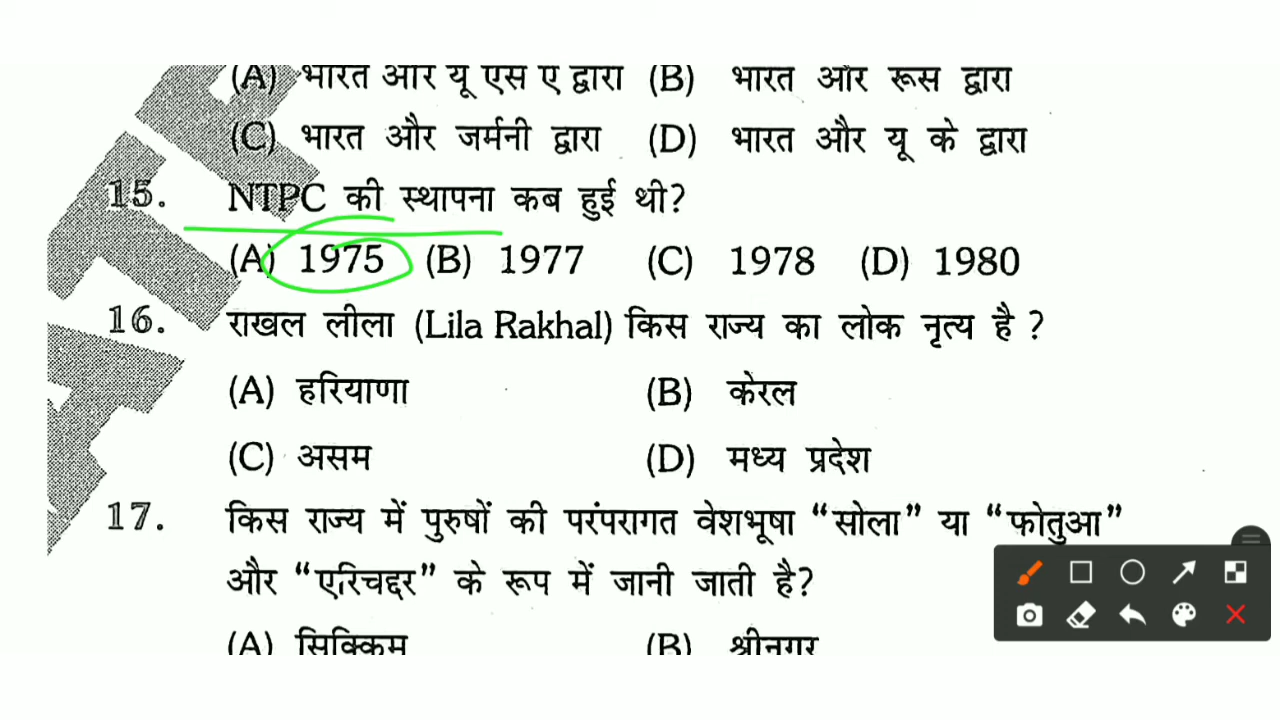 (A) भारत और यू एस ए द्वारा (B) भारत और रूस द्वारा
(C) भारत और जर्मनी द्वारा (D) भारत और यू के द्वारा
15. NTPC की स्थापना कब हुई थी?
(A) 1975 (B) 1977 (C) 1978 (D) 1980
16. राखल लीला (Lila Rakhal) किस राज्य का लोक नृत्य है ?
(A) हरियाणा (B) केरल
(C) असम (D) मध्य प्रदेश
17. किस राज्य में पुरुषों की परंपरागत वेशभूषा “सोला” या “फोतुआ”
और “एरिचद्दर” के रूप में जानी जाती है?
(A) सिक्किम (B) श्रीनगर